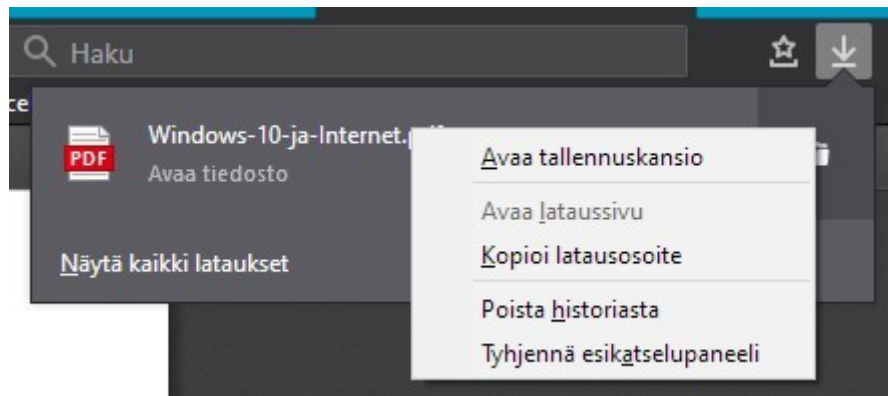 Haku
ce
PDF
Windows-10-ja-Internet.
Avaa tiedosto
Näytä kaikki lataukset
Avaa tallennuskansio
Avaa lataussivu
Kopioi latausosoite
Poista historiasta
Tyhjennä esikatselupaneeli